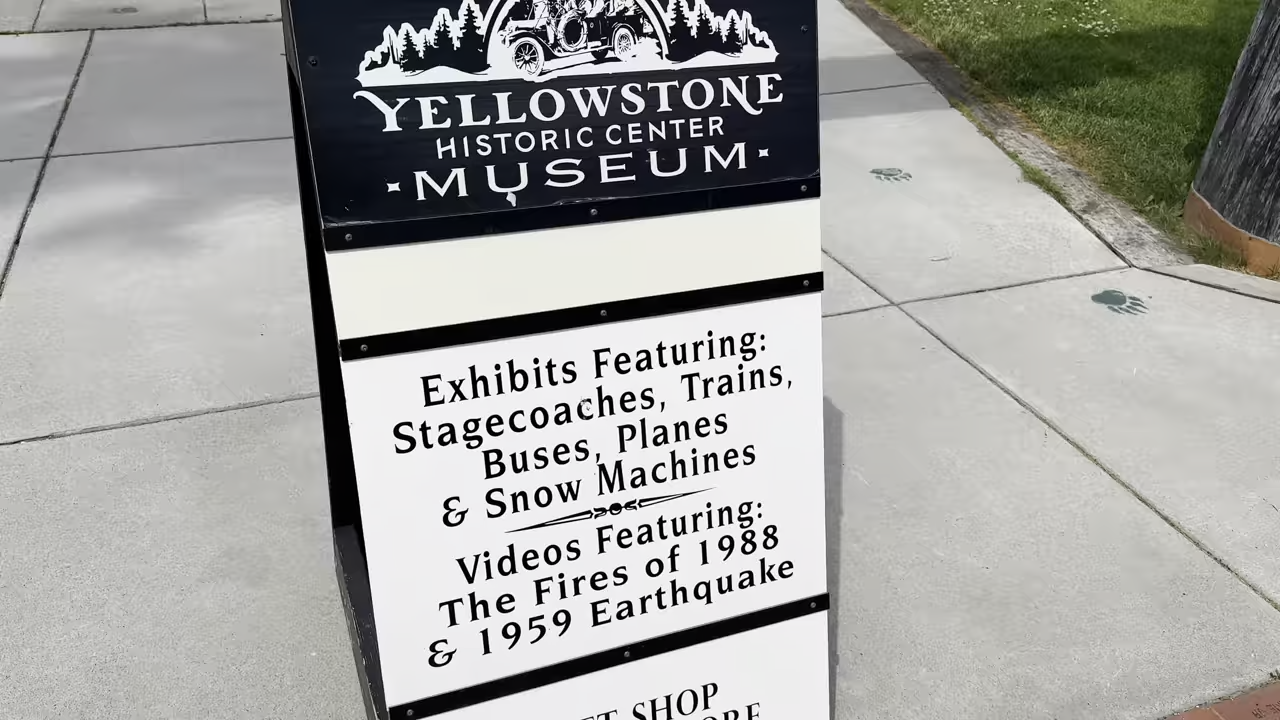 YELLOWSTONE
HISTORIC CENTER
MUSEUM
Exhibits Featuring:
Stagecoaches, Trains,
Buses, Planes
& Snow Machines
Videos Featuring:
The Fires of 1988
& 1959 Earthquake
SHOP